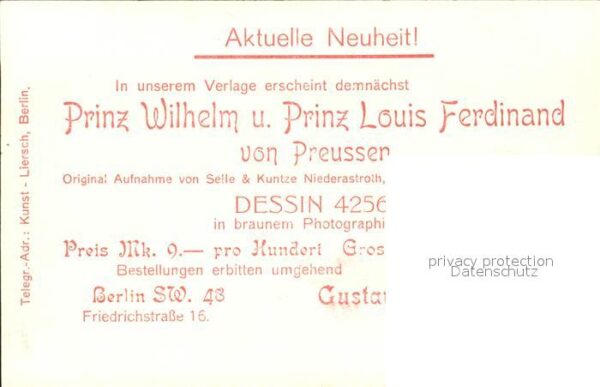 Aktuelle Neuheit!
In unserem Verlage erscheint demnächst
Prinz Wilhelm u. Prinz Louis Ferdinand
von Preussen
Original Aufnahme von Selle & Kuntze Niederastroth,
DESSIN 4256
in braunem Photographi
Preis Mk. 9.— pro Hundert Gros
Bestellungen erbitten umgehend
Berlin SW. 48 Gusta
Friedrichstraße 16.
Telegr.-Adr.: Kunst - Liersch, Berlin.
privacy protection
Datenschutz